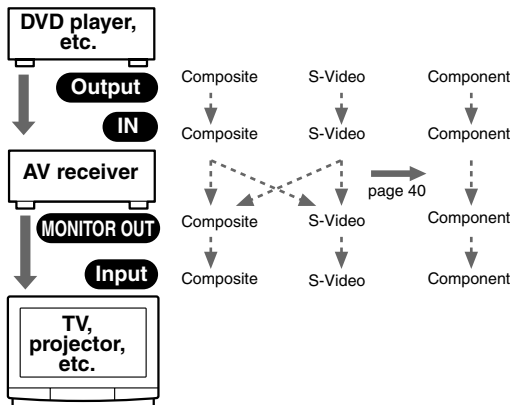 DVD player,
etc.
Output
Composite S-Video Component
IN
Composite S-Video Component
AV receiver
page 40
MONITOR OUT
Composite S-Video Component
Input
Composite S-Video Component
TV,
projector,
etc.